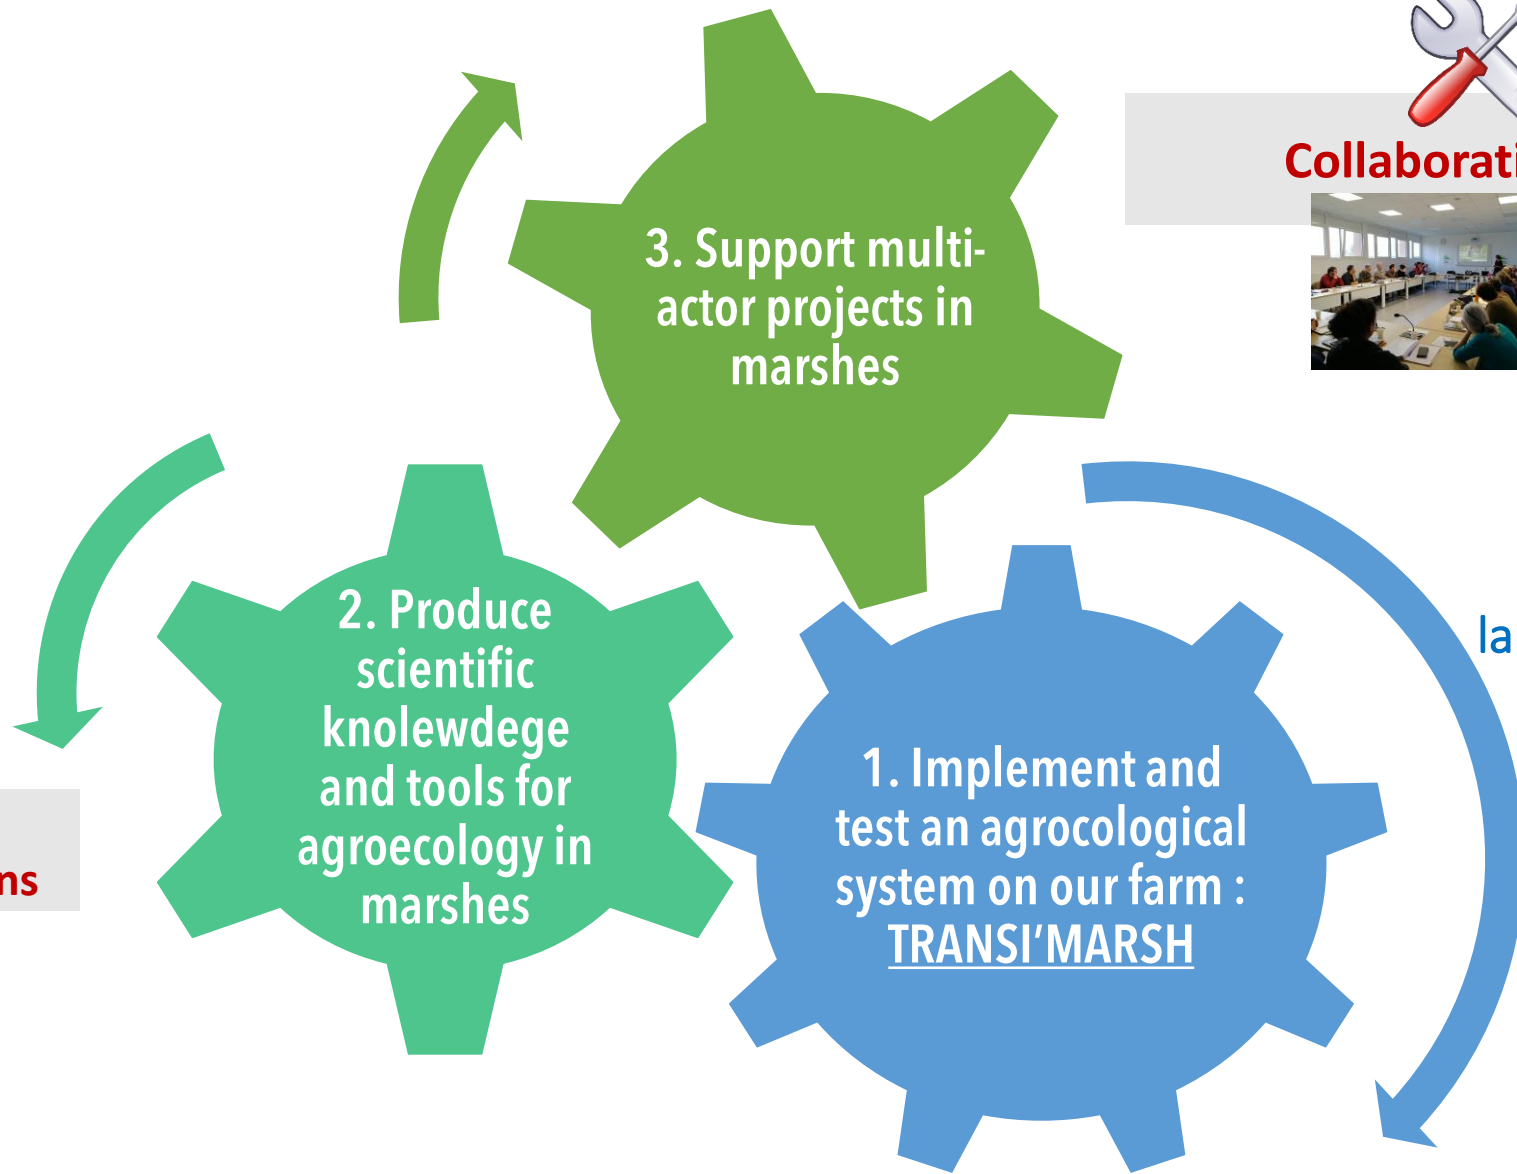 Collaborati
3. Support multi-
actor projects in
marshes
2. Produce
scientific
knolewdege
and tools for
agroecology in
marshes
la
1. Implement and
test an agrocological
system on our farm :
TRANSI’MARSH
ns